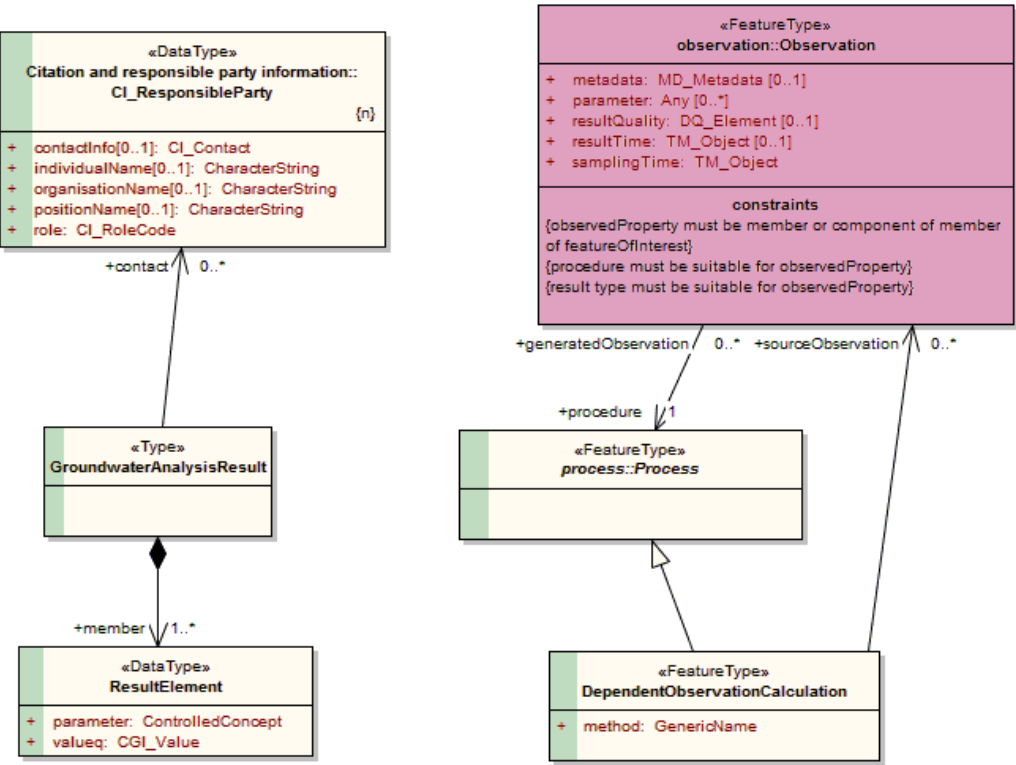 «DataType»
Citation and responsible party information::
CI_ResponsibleParty
{n}
+ contactInfo[0..1]: CI_Contact
+ individualName[0..1]: CharacterString
+ organisationName[0..1]: CharacterString
+ positionName[0..1]: CharacterString
+ role: CI_RoleCode
+contact 0..*
«Type»
GroundwaterAnalysisResult
+member 1..*
«DataType»
ResultElement
+ parameter: ControlledConcept
+ valueq: CGI_Value
«FeatureType»
observation::Observation
+ metadata: MD_Metadata [0..1]
+ parameter: Any [0..*]
+ resultQuality: DQ_Element [0..1]
+ resultTime: TM_Object [0..1]
+ samplingTime: TM_Object
constraints
{observedProperty must be member or component of member
of featureOfInterest}
{procedure must be suitable for observedProperty}
{result type must be suitable for observedProperty}
+generatedObservation 0..* +sourceObservation 0..*
+procedure 1
«FeatureType»
process::Process
«FeatureType»
DependentObservationCalculation
+ method: GenericName